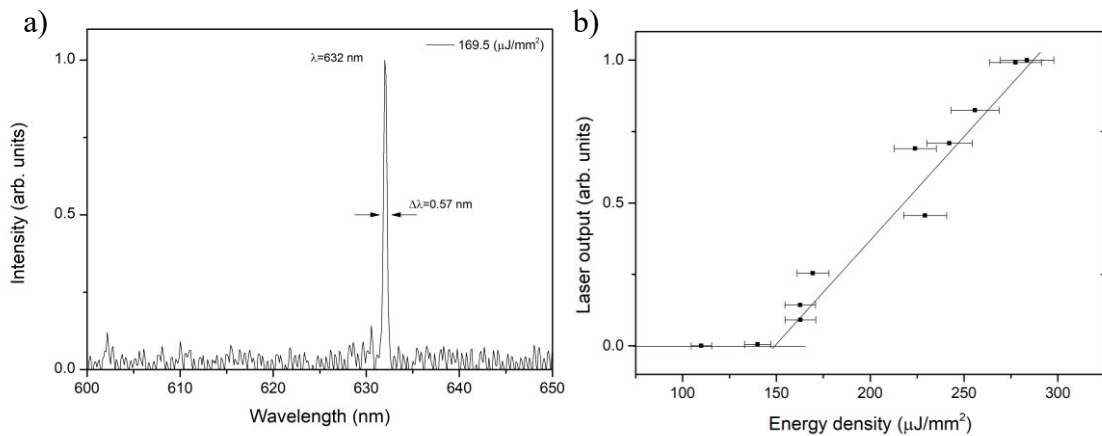 a)
169.5 (μJ/mm²)
λ=632 nm
Δλ=0.57 nm
1.0
0.5
0.0
600 610 620 630 640 650
Wavelength (nm)
Intensity (arb. units)
b)
1.0
0.5
0.0
100 150 200 250 300
Energy density (μJ/mm²)
Laser output (arb. units)